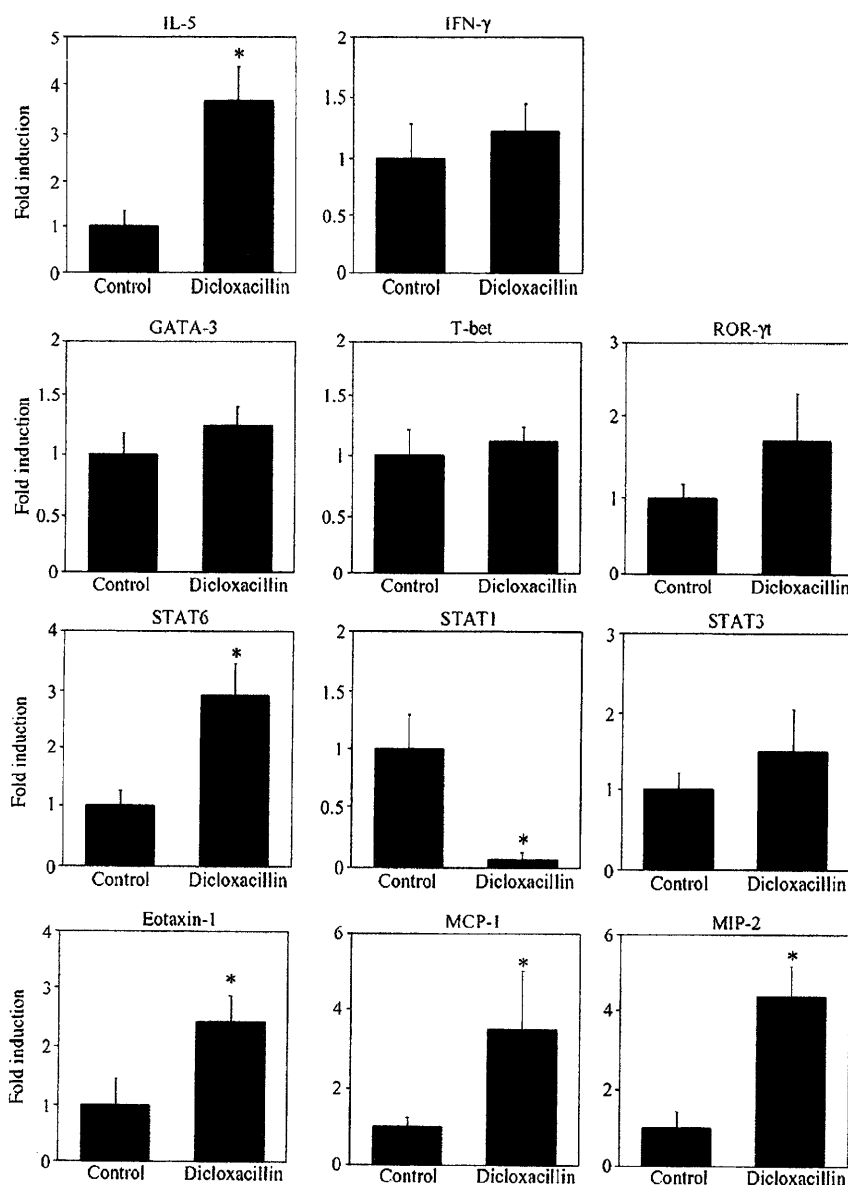 IL-5 IFN-γ
5 2
* 
4 1.5
3
1
2
0.5
1
0 0
Fold induction
Control Dicloxacillin Control Dicloxacillin
GATA-3 T-bet ROR-γt
2 2 3
1.5 1.5 2
1 1
1
0.5 0.5
0 0 0
Fold induction
Control Dicloxacillin Control Dicloxacillin Control Dicloxacillin
STAT6 STAT1 STAT3
4 2 3
*
3 1.5
2
2 1
1
1 0.5
*
0 0 0
Fold induction
Control Dicloxacillin Control Dicloxacillin Control Dicloxacillin
Eotaxin-1 MCP-1 MIP-2
4 6 6
* * *
3
4 4
2
2 2
1
0 0 0
Fold induction
Control Dicloxacillin Control Dicloxacillin Control Dicloxacillin